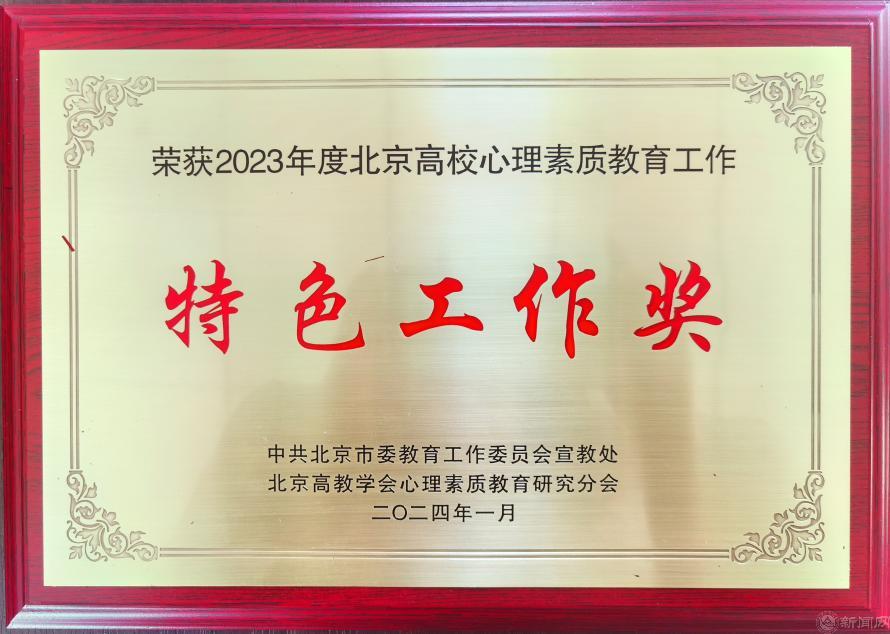 荣获2023年度北京高校心理素质教育工作
特色工作奖
中共北京市委教育工作委员会宣教处
北京高教学会心理素质教育研究分会
二〇二四年一月
新闻